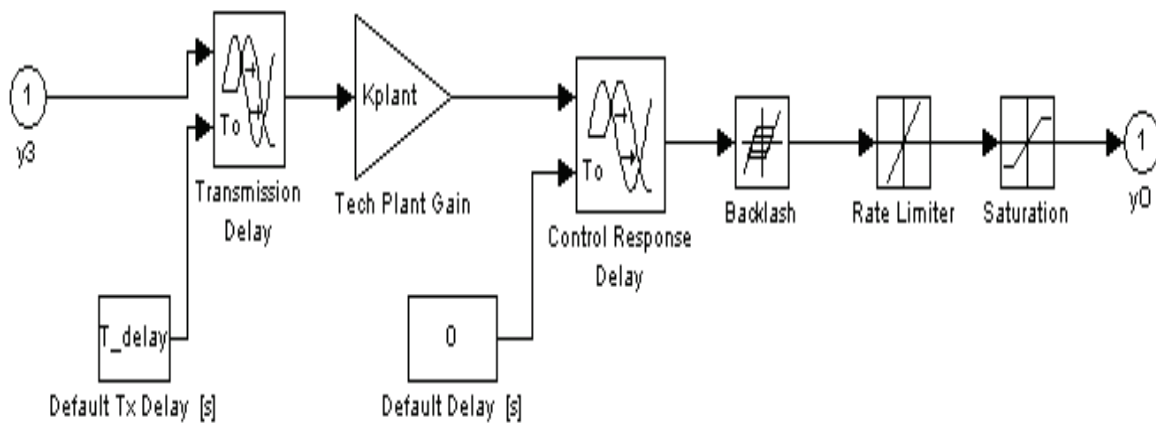 1
y3
To
Transmission
Delay
Kplant
Tech Plant Gain
To
Control Response
Delay
Backlash
Rate Limiter
Saturation
1
y0
T_delay
Default Tx Delay [s]
0
Default Delay [s]